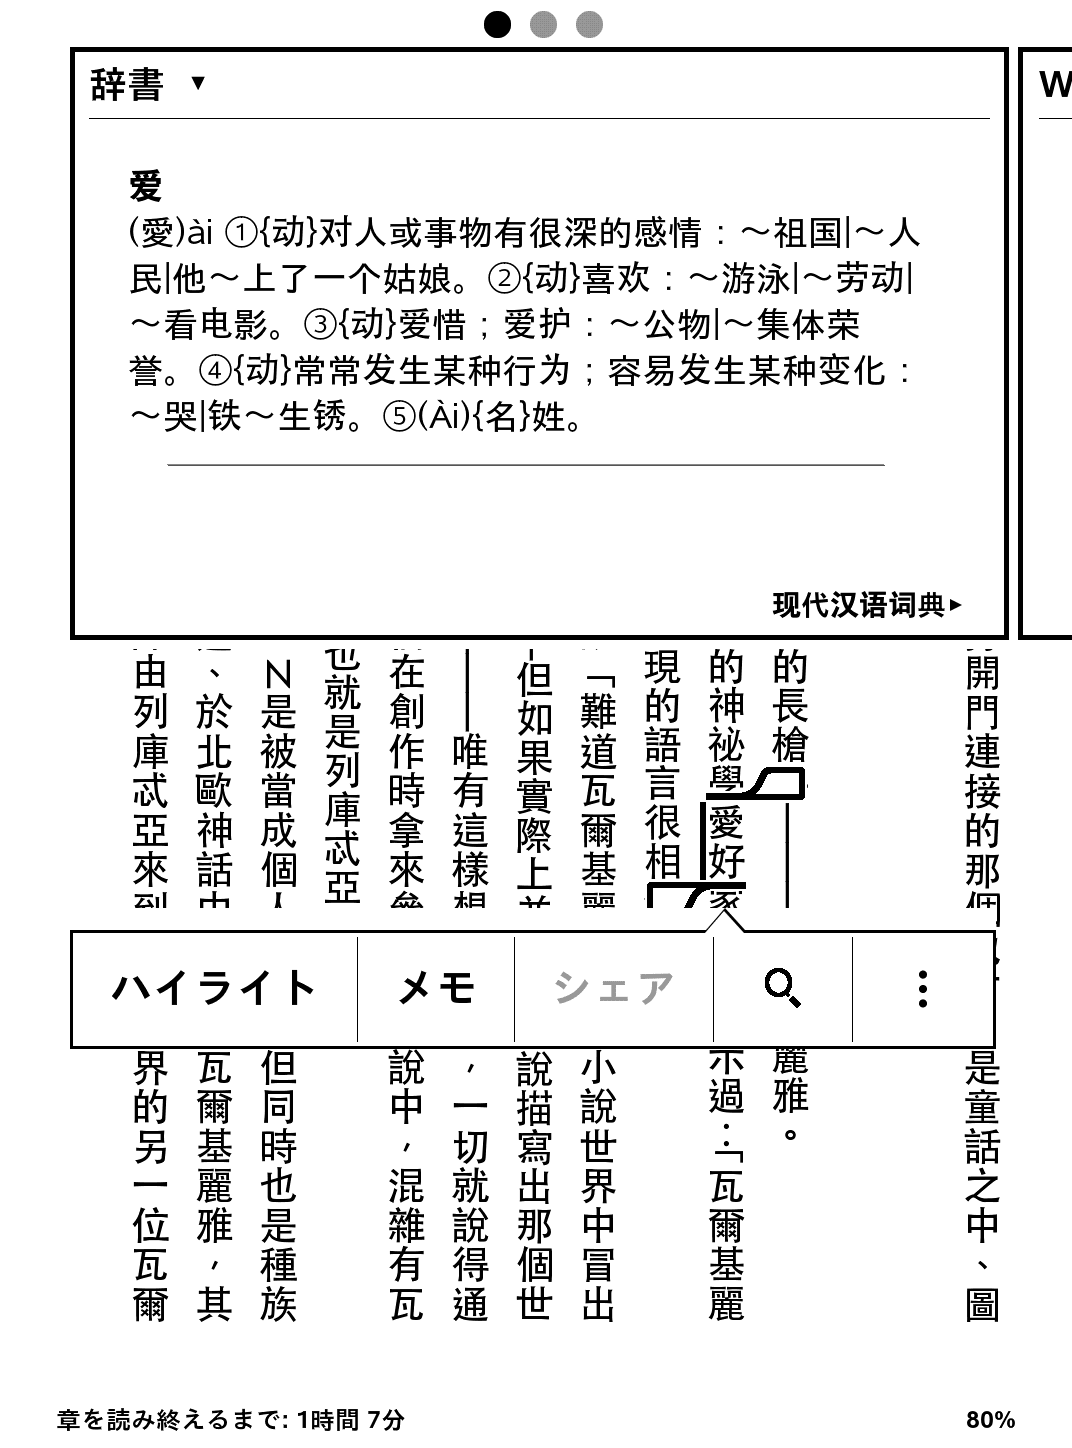 辞書 ▼
W
爱
(愛)ài ①{动}对人或事物有很深的感情：～祖国|～人
民|他～上了一个姑娘。②{动}喜欢：～游泳|～劳动|
～看电影。③{动}爱惜；爱护：～公物|～集体荣
誉。④{动}常常发生某种行为；容易发生某种变化：
～哭|铁～生锈。⑤(Ài){名}姓。
现代汉语词典▸
開門連接的那個
是童話之中、圖
的長槍
麗雅。
的神祕學愛好家
示過：「瓦爾基麗
現的語言很相
「難道瓦爾基麗
小說世界中冒出
但如果實際上並
說描寫出那個世
——唯有這樣想
，一切就說得通
在創作時拿來參
說中，混雜有瓦
也就是列庫忒亞
N是被當成個人
但同時也是種族
、於北歐神話中
瓦爾基麗雅，其
由列庫忒亞來到
界的另一位瓦爾
ハイライト
メモ
シェア
章を読み終えるまで: 1時間 7分
80%